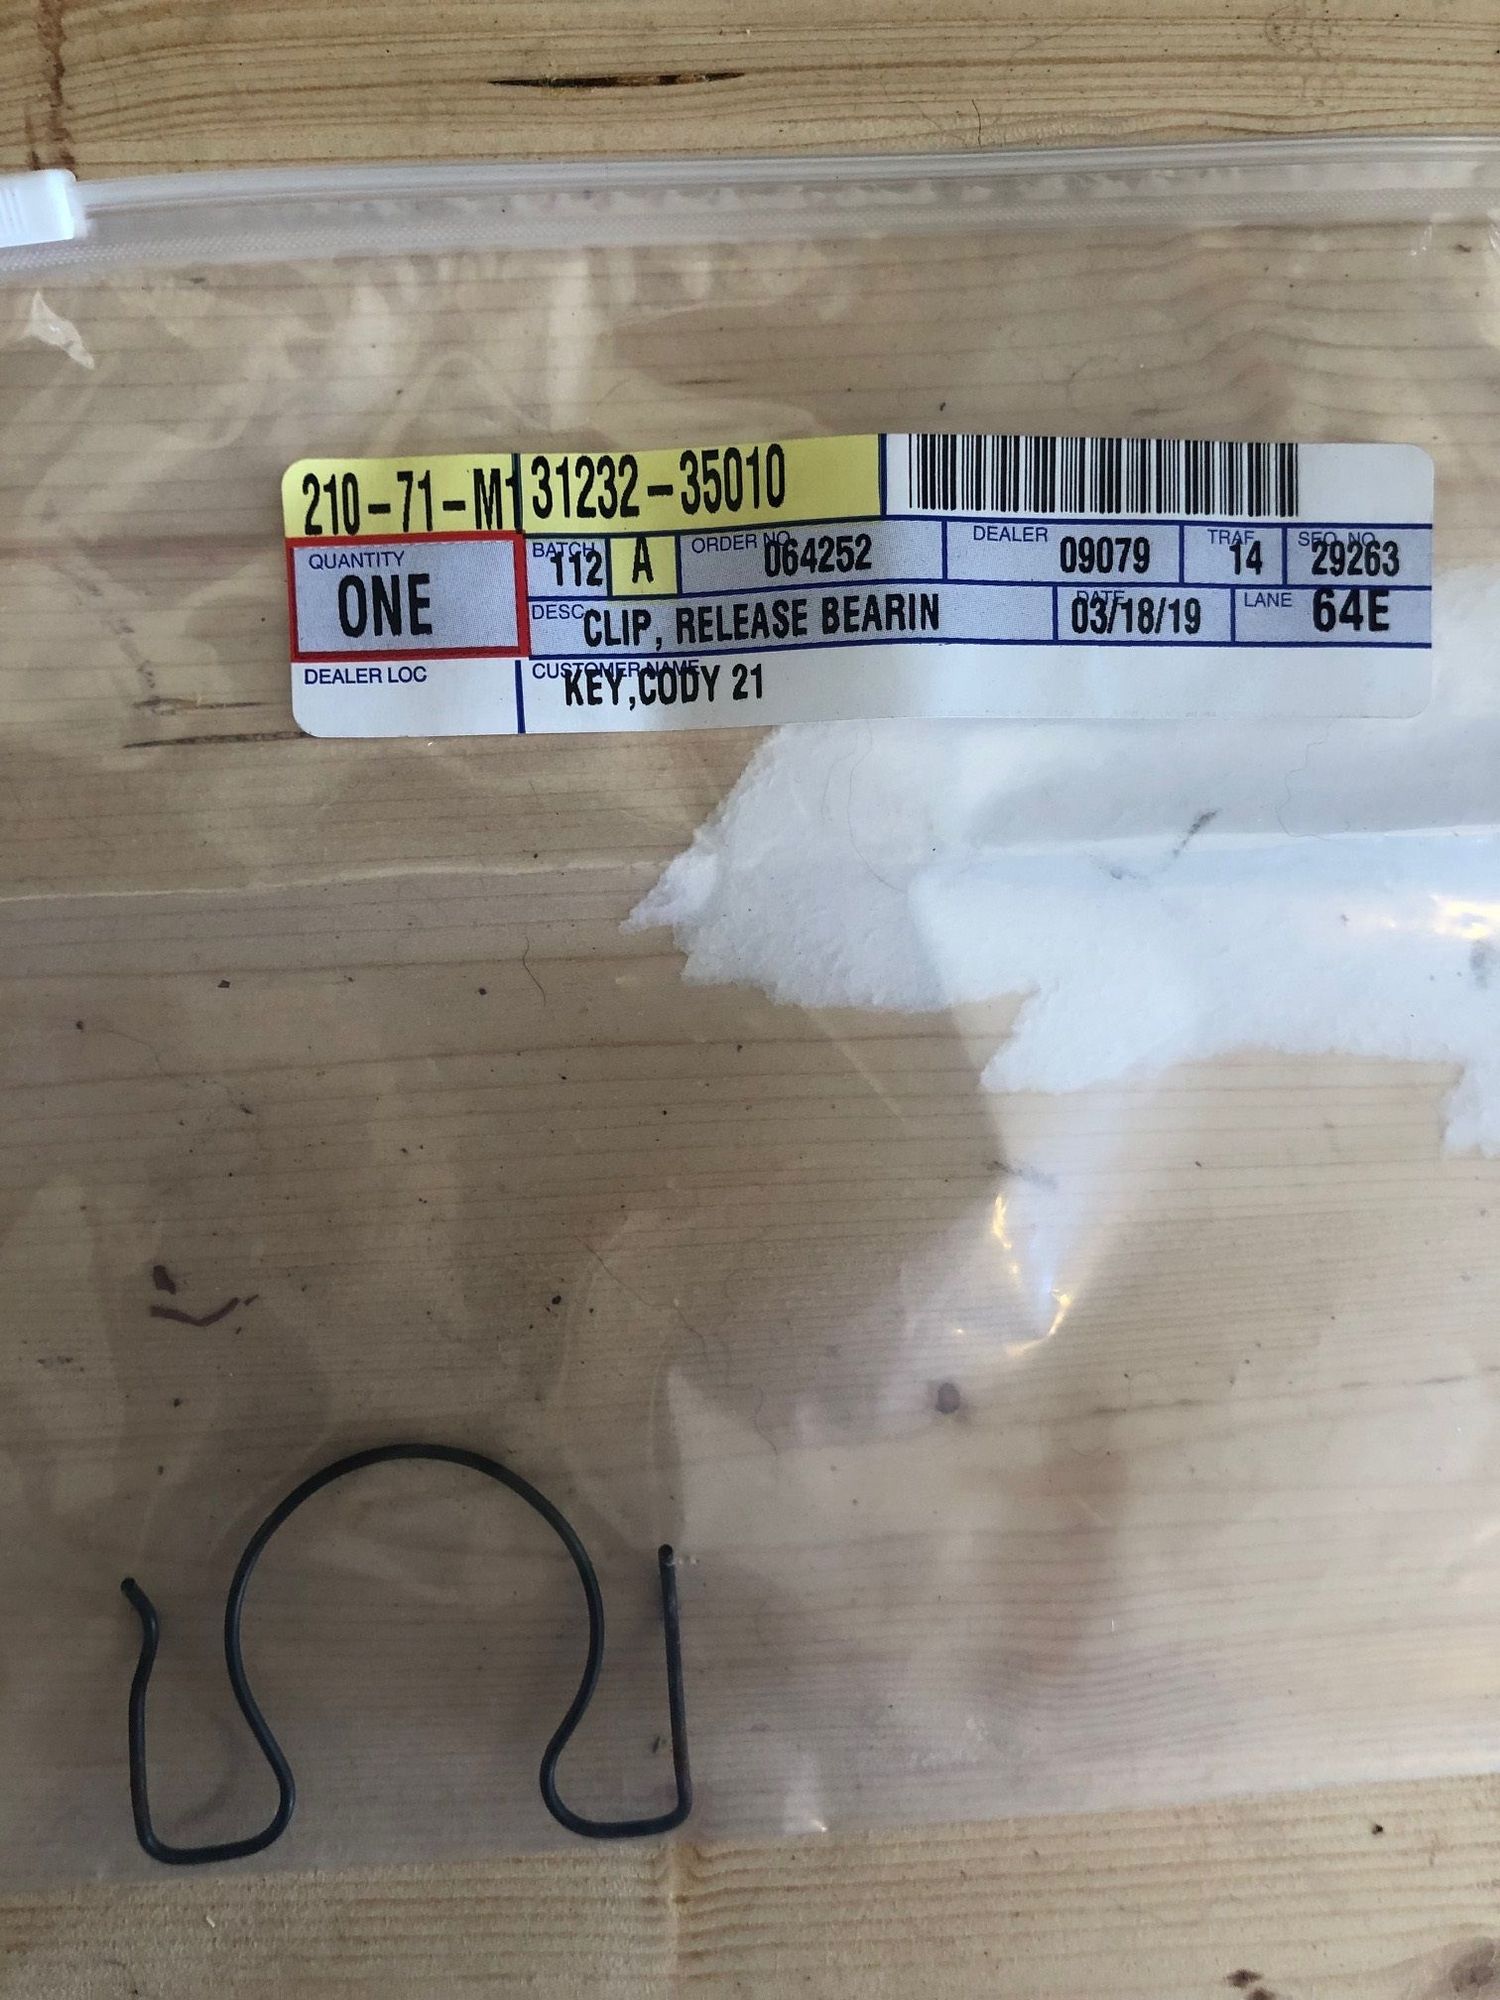 210-71-M1 31232-35010
QUANTITY ONE
BATCH 112 A ORDER NO. 064252 DEALER 09079 TRAF 14 SEQ. NO. 29263
DESC CLIP, RELEASE BEARIN DATE 03/18/19 LANE 64E
DEALER LOC CUSTOMER NAME KEY,CODY 21